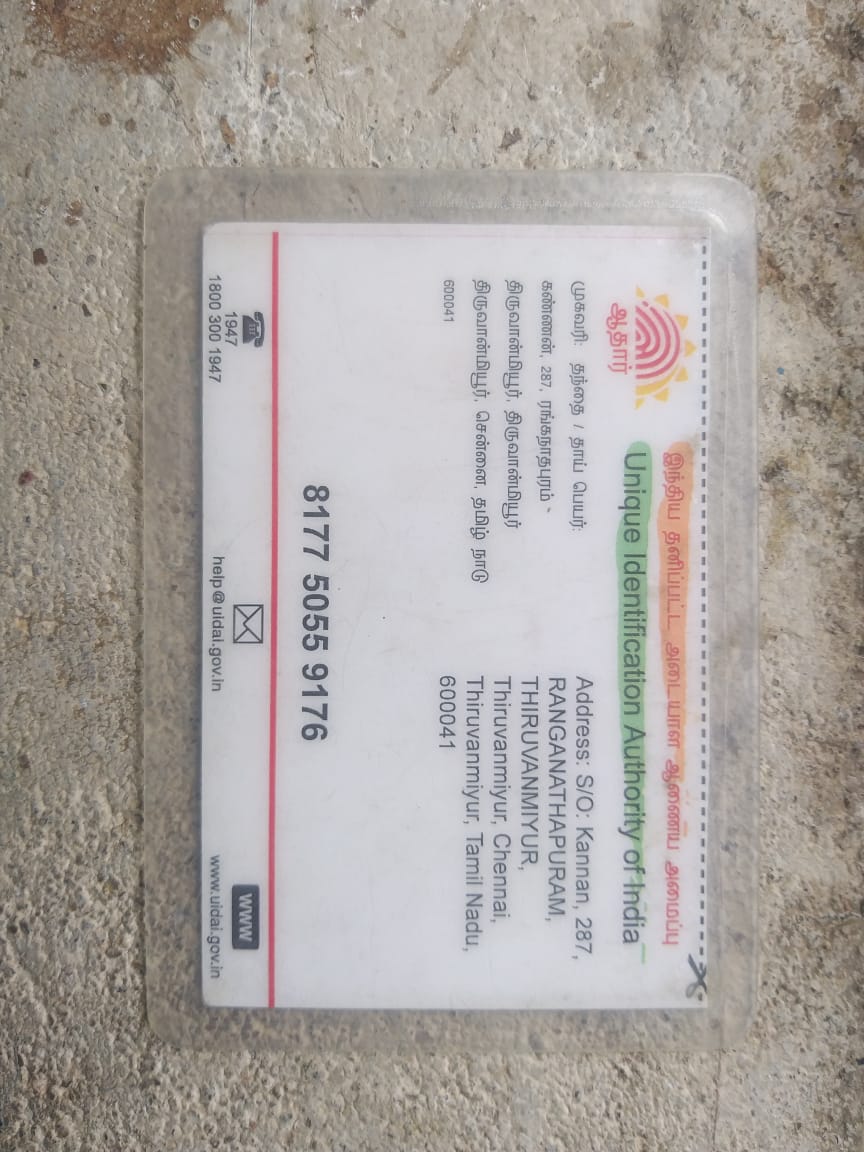 இந்திய தனிப்பட்ட அடையாள ஆணைய அமைப்பு
Unique Identification Authority of India
ஆதார்
முகவரி: தந்தை / தாய் பெயர்:
கண்ணன், 287, ரங்கநாதபுரம்
திருவான்மியூர், திருவான்மியூர்
திருவான்மியூர், சென்னை, தமிழ் நாடு
600041
Address: S/O: Kannan, 287,
RANGANATHAPURAM,
THIRUVANMIYUR,
Thiruvanmiyur, Chennai,
Thiruvanmiyur, Tamil Nadu,
600041
8177 5055 9176
1947
1800 300 1947
help@uidai.gov.in
WWW
www.uidai.gov.in